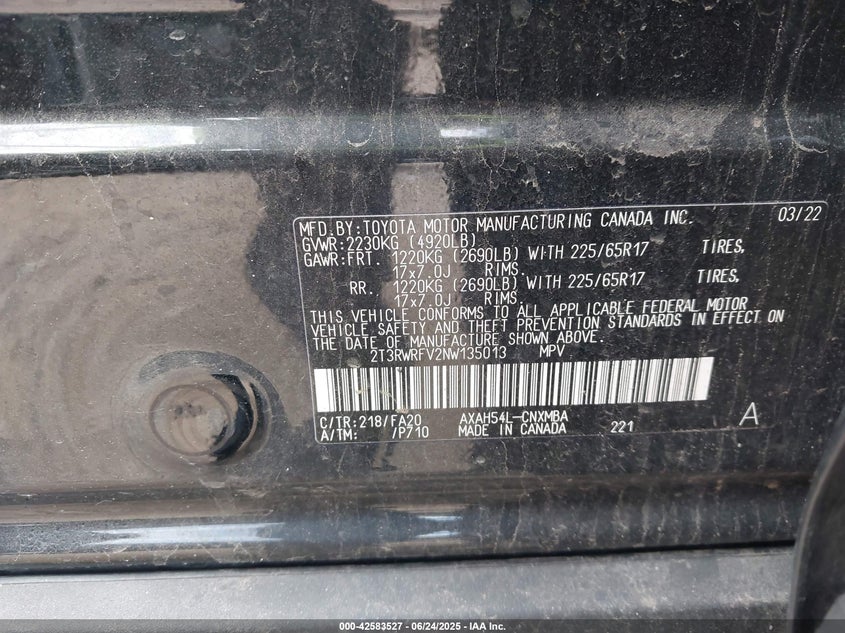 MFD.BY:TOYOTA MOTOR MANUFACTURING CANADA INC. 03/22
GVWR:2230KG (4920LB)
GAWR:FRT. 1220KG (2690LB) WITH 225/65R17 TIRES,
17x7.0J RIMS.
RR. 1220KG (2690LB) WITH 225/65R17 TIRES,
17x7.0J RIMS.
THIS VEHICLE CONFORMS TO ALL APPLICABLE FEDERAL MOTOR
VEHICLE SAFETY AND THEFT PREVENTION STANDARDS IN EFFECT ON
THE DATE OF MANUFACTURE SHOWN ABOVE.
2T3RWRFV2NW135013 MPV
C/TR:218/FA20 AXAH54L-CNXMBA
A/TM: /P710 MADE IN CANADA 221 A
000-42583527 - 06/24/2025 - IAA Inc.